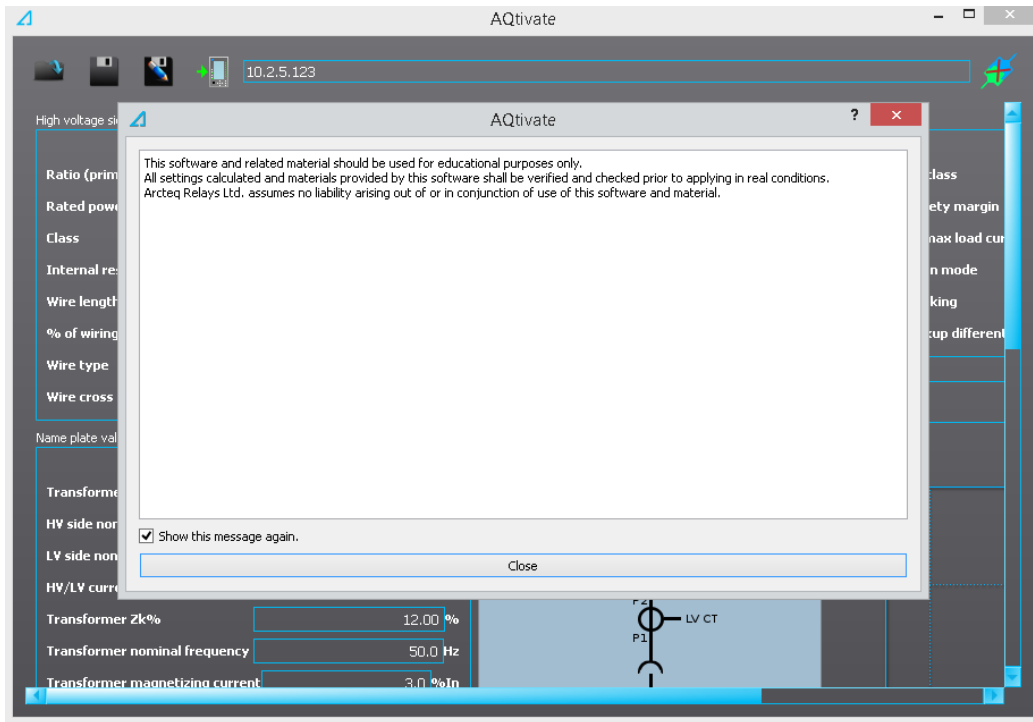 AQtivate
10.2.5.123
High voltage si
AQtivate
?
This software and related material should be used for educational purposes only.
All settings calculated and materials provided by this software shall be verified and checked prior to applying in real conditions.
Arcteq Relays Ltd. assumes no liability arising out of or in conjunction of use of this software and material.
Show this message again.
Close
Ratio (prim
Rated pow
Class
Internal re
Wire length
% of wiring
Wire type
Wire cross
class
ety margin
max load cur
n mode
king
kup different
Name plate val
Transforme
HV side nor
LV side non
HV/LV curr
Transformer Zk% 12.00 %
Transformer nominal frequency 50.0 Hz
Transformer magnetizing current 3.0 %In
P2
LV CT
P1